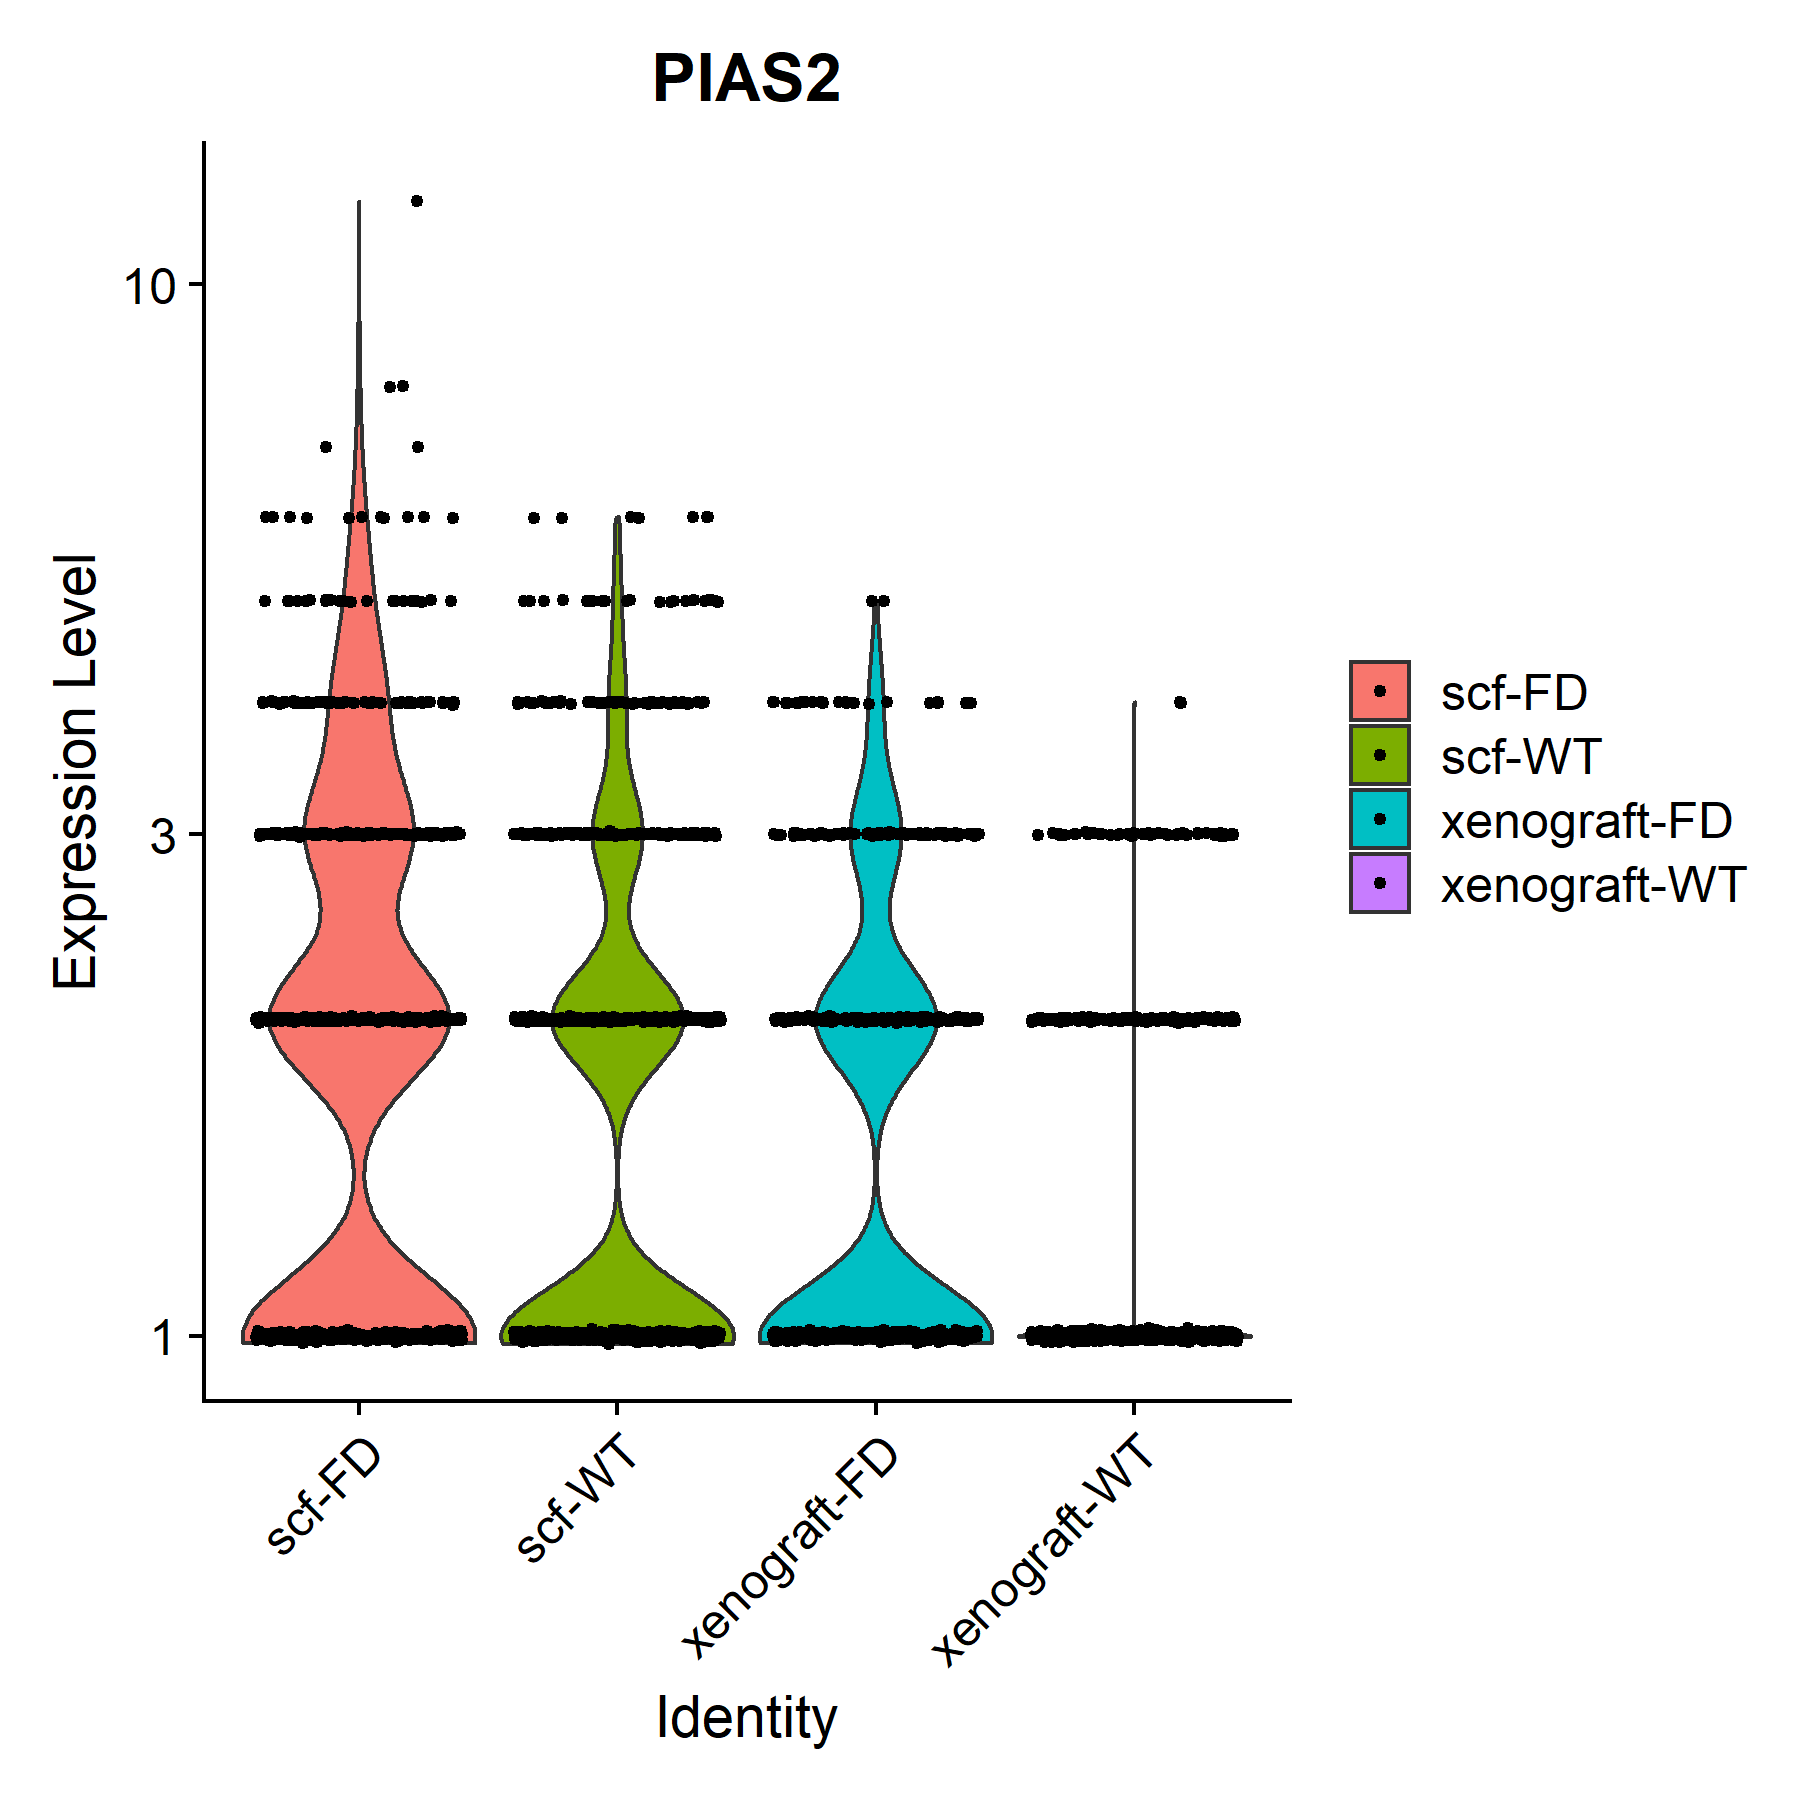 PIAS2
Expression Level
10
3
1
scf-FD
scf-WT
xenograft-FD
xenograft-WT
Identity
scf-FD
scf-WT
xenograft-FD
xenograft-WT